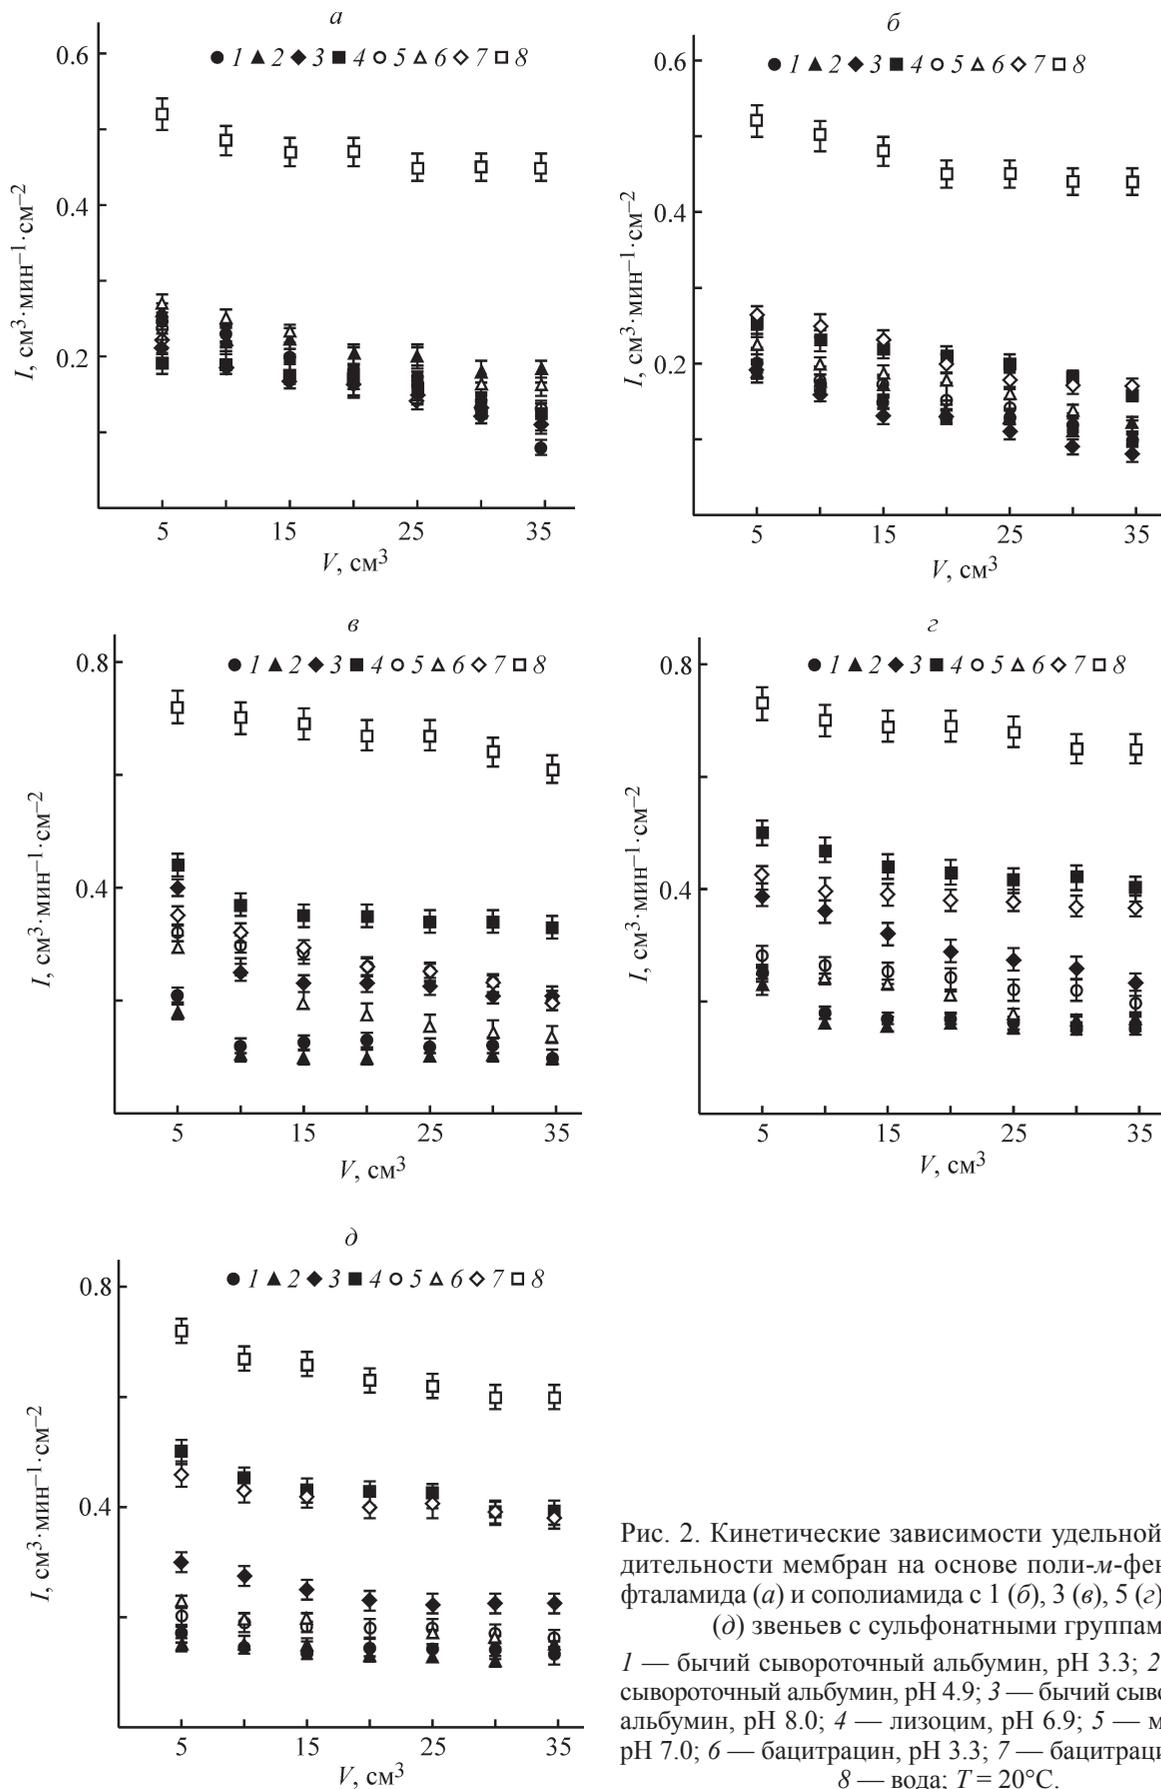 а
0.6
● 1 ▲ 2 ◆ 3 ■ 4 ○ 5 △ 6 ◇ 7 □ 8
0.4
0.2
I, см³·мин⁻¹·см⁻²
5 15 25 35
V, см³
б
0.6
● 1 ▲ 2 ◆ 3 ■ 4 ○ 5 △ 6 ◇ 7 □ 8
0.4
0.2
I, см³·мин⁻¹·см⁻²
5 15 25 35
V, см³
в
0.8
● 1 ▲ 2 ◆ 3 ■ 4 ○ 5 △ 6 ◇ 7 □ 8
0.4
I, см³·мин⁻¹·см⁻²
5 15 25 35
V, см³
г
0.8
● 1 ▲ 2 ◆ 3 ■ 4 ○ 5 △ 6 ◇ 7 □ 8
0.4
I, см³·мин⁻¹·см⁻²
5 15 25 35
V, см³
д
0.8
● 1 ▲ 2 ◆ 3 ■ 4 ○ 5 △ 6 ◇ 7 □ 8
0.4
I, см³·мин⁻¹·см⁻²
5 15 25 35
V, см³
Рис. 2. Кинетические зависимости удельной
дительности мембран на основе поли-м-фен
фталамида (а) и сополиамида с 1 (б), 3 (в), 5 (г)
(д) звеньев с сульфонатными группам
1 — бычий сывороточный альбумин, pH 3.3; 2
сывороточный альбумин, pH 4.9; 3 — бычий сыво
альбумин, pH 8.0; 4 — лизоцим, pH 6.9; 5 — м
pH 7.0; 6 — бацитрацин, pH 3.3; 7 — бацитраци
8 — вода; T = 20°С.